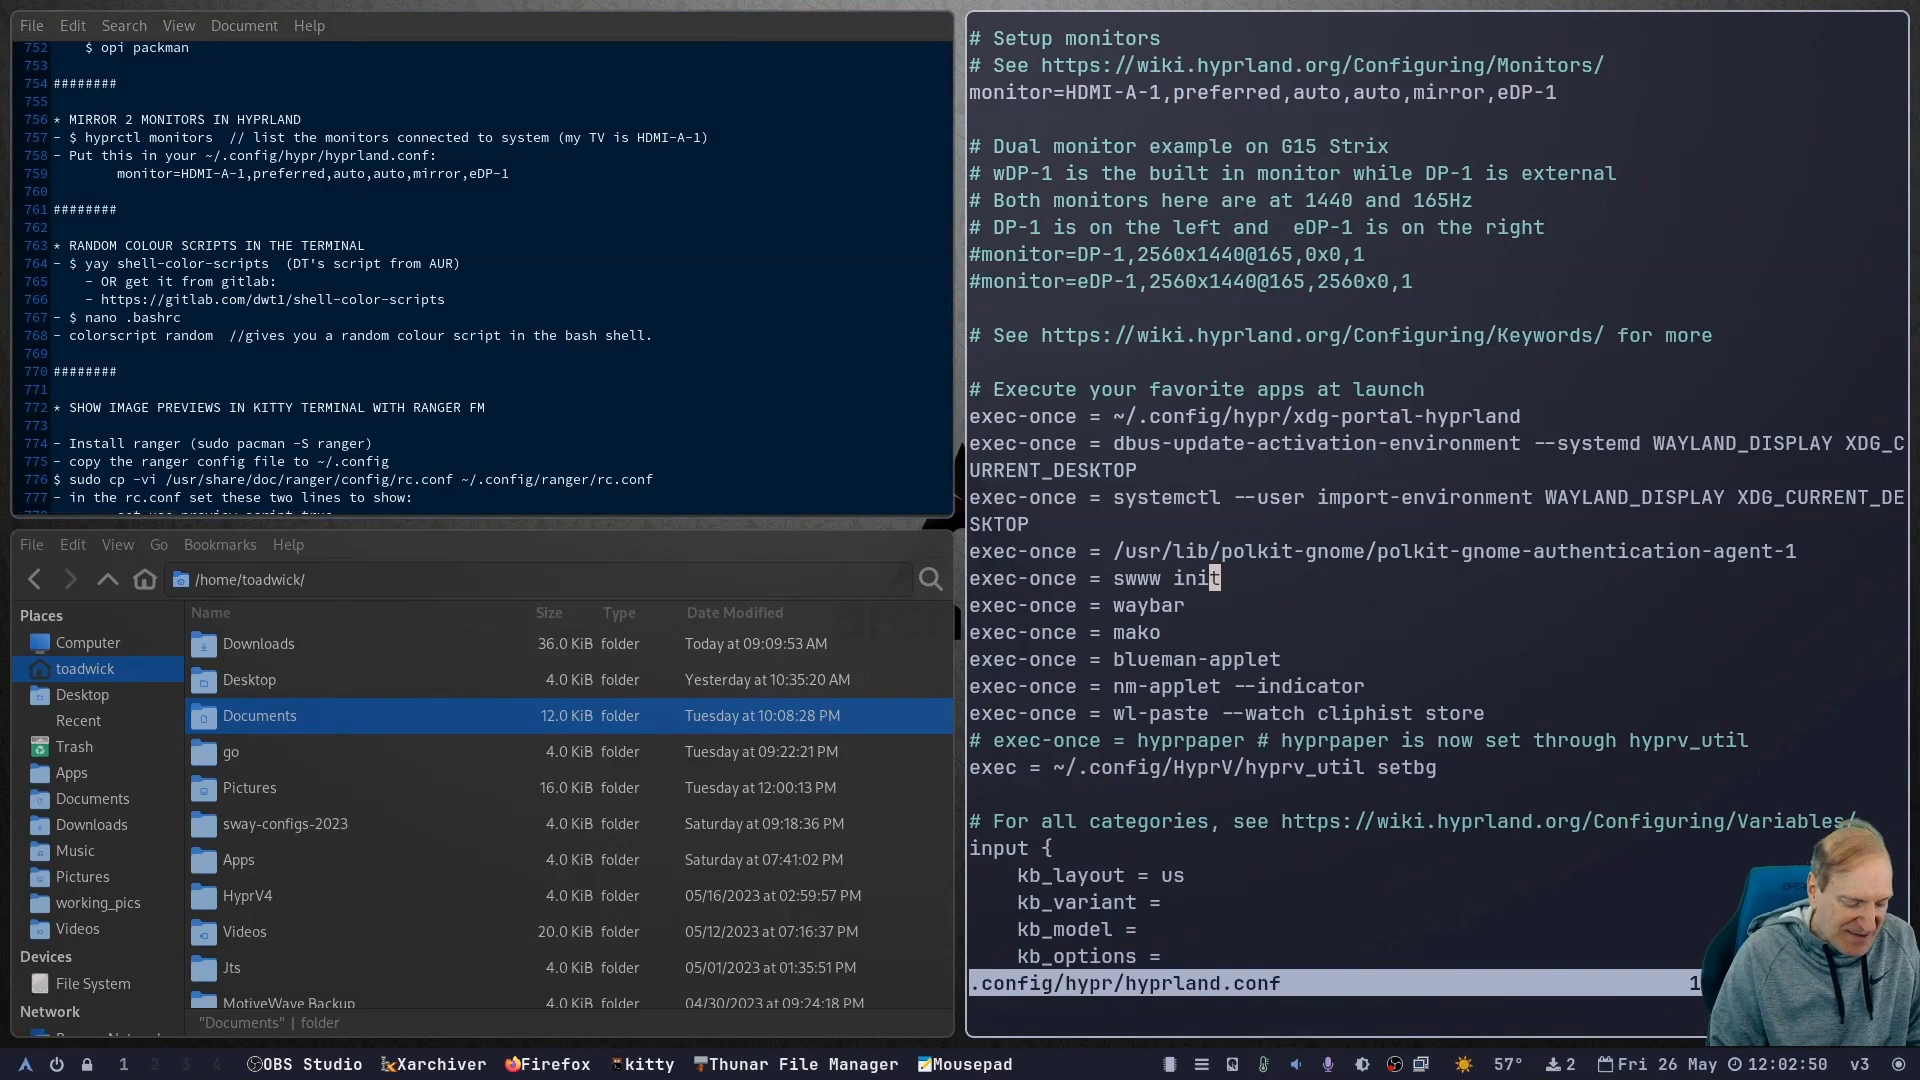 File Edit Search View Document Help
752 $ opi packman
753
754 ########
755
756 * MIRROR 2 MONITORS IN HYPRLAND
757 - $ hyprctl monitors // list the monitors connected to system (my TV is HDMI-A-1)
758 - Put this in your ~/.config/hypr/hyprland.conf:
759 monitor=HDMI-A-1,preferred,auto,auto,mirror,eDP-1
760
761 ########
762
763 * RANDOM COLOUR SCRIPTS IN THE TERMINAL
764 - $ yay shell-color-scripts (DT's script from AUR)
765 - OR get it from gitlab:
766 - https://gitlab.com/dwt1/shell-color-scripts
767 - $ nano .bashrc
768 - colorscript random //gives you a random colour script in the bash shell.
769
770 ########
771
772 * SHOW IMAGE PREVIEWS IN KITTY TERMINAL WITH RANGER FM
773
774 - Install ranger (sudo pacman -S ranger)
775 - copy the ranger config file to ~/.config
776 $ sudo cp -vi /usr/share/doc/ranger/config/rc.conf ~/.config/ranger/rc.conf
777 - in the rc.conf set these two lines to show:
File Edit View Go Bookmarks Help
/home/toadwick/
Places
Computer
toadwick
Desktop
Recent
Trash
Apps
Documents
Downloads
Music
Pictures
working_pics
Videos
Devices
File System
Network
Name Size Type Date Modified
Downloads 36.0 KiB folder Today at 09:09:53 AM
Desktop 4.0 KiB folder Yesterday at 10:35:20 AM
Documents 12.0 KiB folder Tuesday at 10:08:28 PM
go 4.0 KiB folder Tuesday at 09:22:21 PM
Pictures 16.0 KiB folder Tuesday at 12:00:13 PM
sway-configs-2023 4.0 KiB folder Saturday at 09:18:36 PM
Apps 4.0 KiB folder Saturday at 07:41:02 PM
HyprV4 4.0 KiB folder 05/16/2023 at 02:59:57 PM
Videos 20.0 KiB folder 05/12/2023 at 07:16:37 PM
Jts 4.0 KiB folder 05/01/2023 at 01:35:51 PM
MotiveWave Backup 4.0 KiB folder 04/30/2023 at 09:24:18 PM
"Documents" | folder
# Setup monitors
# See https://wiki.hyprland.org/Configuring/Monitors/
monitor=HDMI-A-1,preferred,auto,auto,mirror,eDP-1
# Dual monitor example on G15 Strix
# wDP-1 is the built in monitor while DP-1 is external
# Both monitors here are at 1440 and 165Hz
# DP-1 is on the left and  eDP-1 is on the right
#monitor=DP-1,2560x1440@165,0x0,1
#monitor=eDP-1,2560x1440@165,2560x0,1
# See https://wiki.hyprland.org/Configuring/Keywords/ for more
# Execute your favorite apps at launch
exec-once = ~/.config/hypr/xdg-portal-hyprland
exec-once = dbus-update-activation-environment --systemd WAYLAND_DISPLAY XDG_C
URRENT_DESKTOP
exec-once = systemctl --user import-environment WAYLAND_DISPLAY XDG_CURRENT_DE
SKTOP
exec-once = /usr/lib/polkit-gnome/polkit-gnome-authentication-agent-1
exec-once = swww init
exec-once = waybar
exec-once = mako
exec-once = blueman-applet
exec-once = nm-applet --indicator
exec-once = wl-paste --watch cliphist store
# exec-once = hyprpaper # hyprpaper is now set through hyprv_util
exec = ~/.config/HyprV/hyprv_util setbg
# For all categories, see https://wiki.hyprland.org/Configuring/Variables/
input {
kb_layout = us
kb_variant =
kb_model =
kb_options =
.config/hypr/hyprland.conf 1
1 2 3 4 OBS Studio Xarchiver Firefox kitty Thunar File Manager Mousepad 57° 2 Fri 26 May 12:02:50 v3